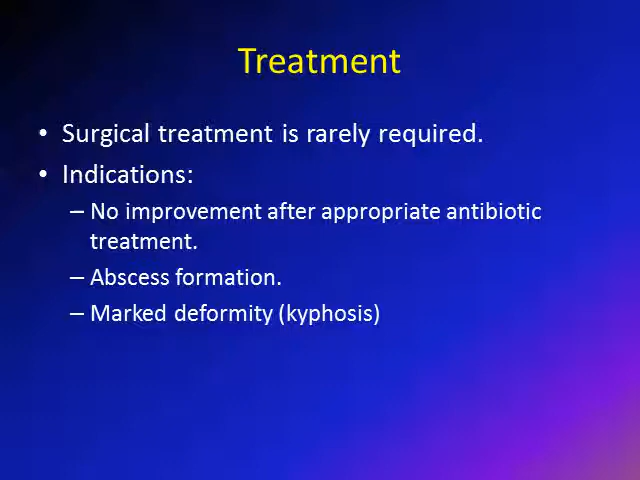 Treatment
• Surgical treatment is rarely required.
• Indications:
– No improvement after appropriate antibiotic
treatment.
– Abscess formation.
– Marked deformity (kyphosis)